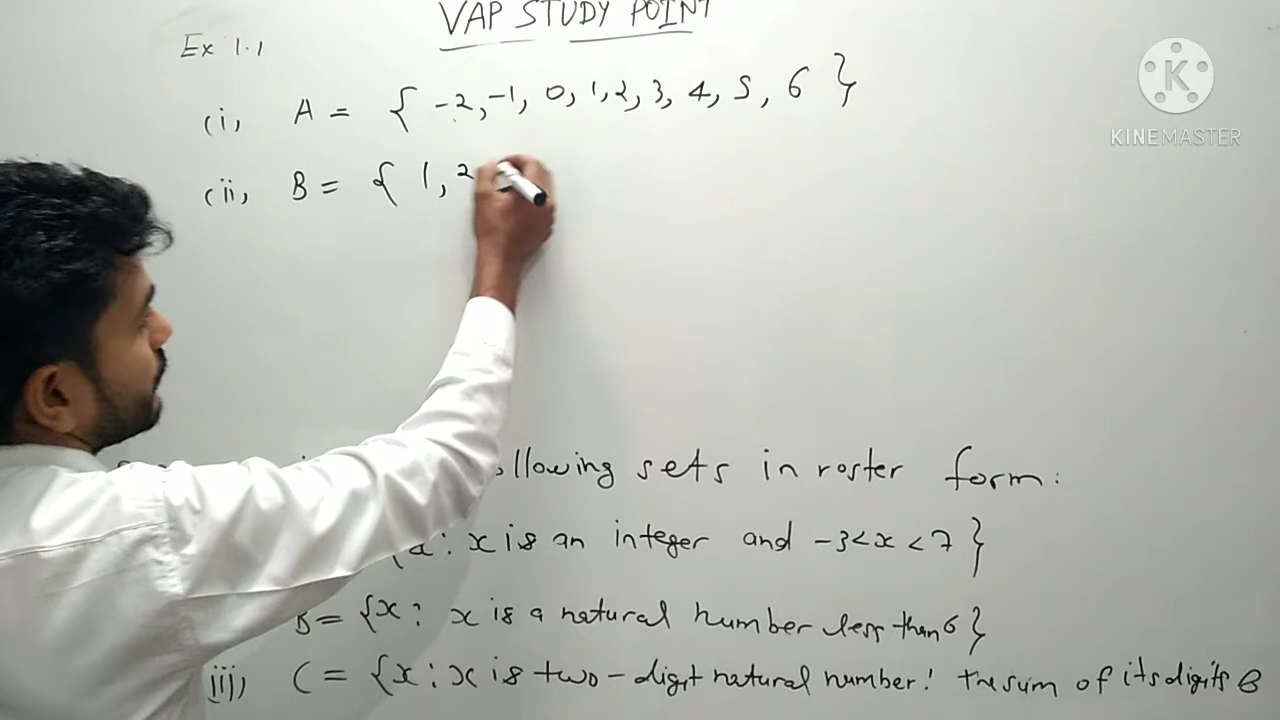 VAP STUDY POINT
Ex 1.1
(i, A = { -2, -1, 0, 1, 2, 3, 4, 5, 6 }
(ii, B = { 1, 2
KINEMASTER
sets in roster form:
x is an integer and -3<x<7 }
B = {x: x is a natural number less then 6 }
(iii, C = {x : x is two-digit natural number: the sum of its digits 8